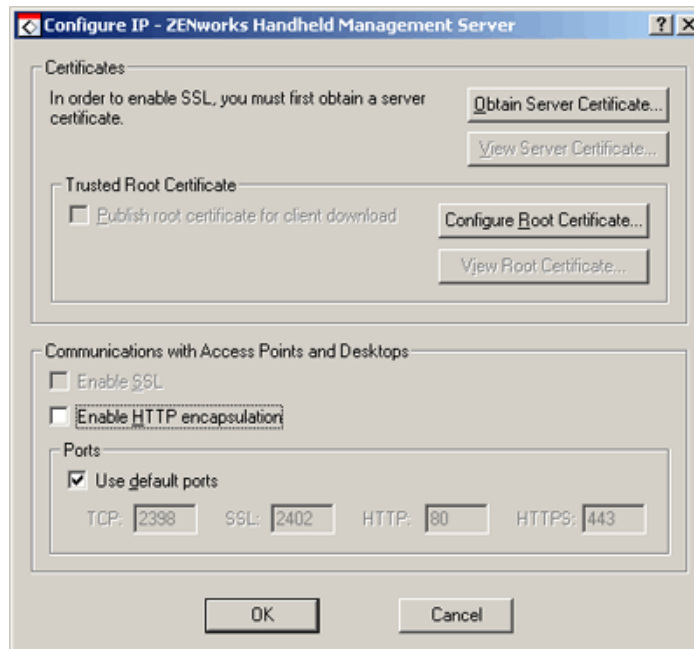 Configure IP - ZENworks Handheld Management Server
Certificates
In order to enable SSL, you must first obtain a server
certificate.
Obtain Server Certificate...
View Server Certificate...
Trusted Root Certificate
Publish root certificate for client download
Configure Root Certificate...
View Root Certificate...
Communications with Access Points and Desktops
Enable SSL
Enable HTTP encapsulation
Ports
Use default ports
TCP: 2398 SSL: 2402 HTTP: 80 HTTPS: 443
OK Cancel